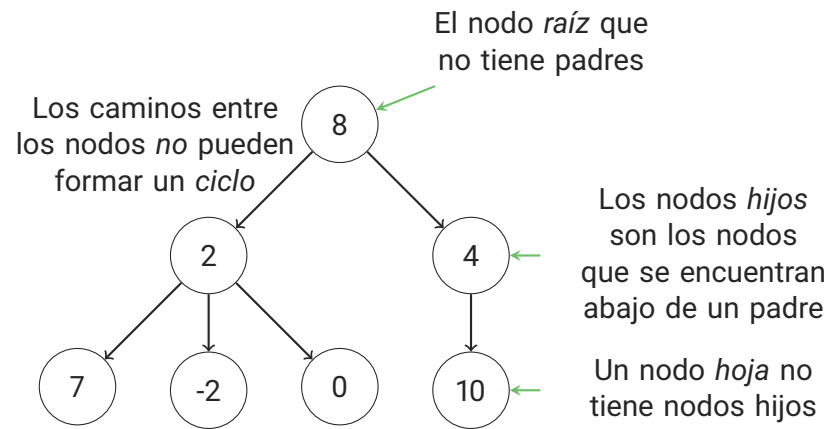 El nodo raíz que
no tiene padres
Los caminos entre
los nodos no pueden
formar un ciclo
8
Los nodos hijos
son los nodos
que se encuentran
abajo de un padre
2
4
Un nodo hoja no
tiene nodos hijos
7
-2
0
10